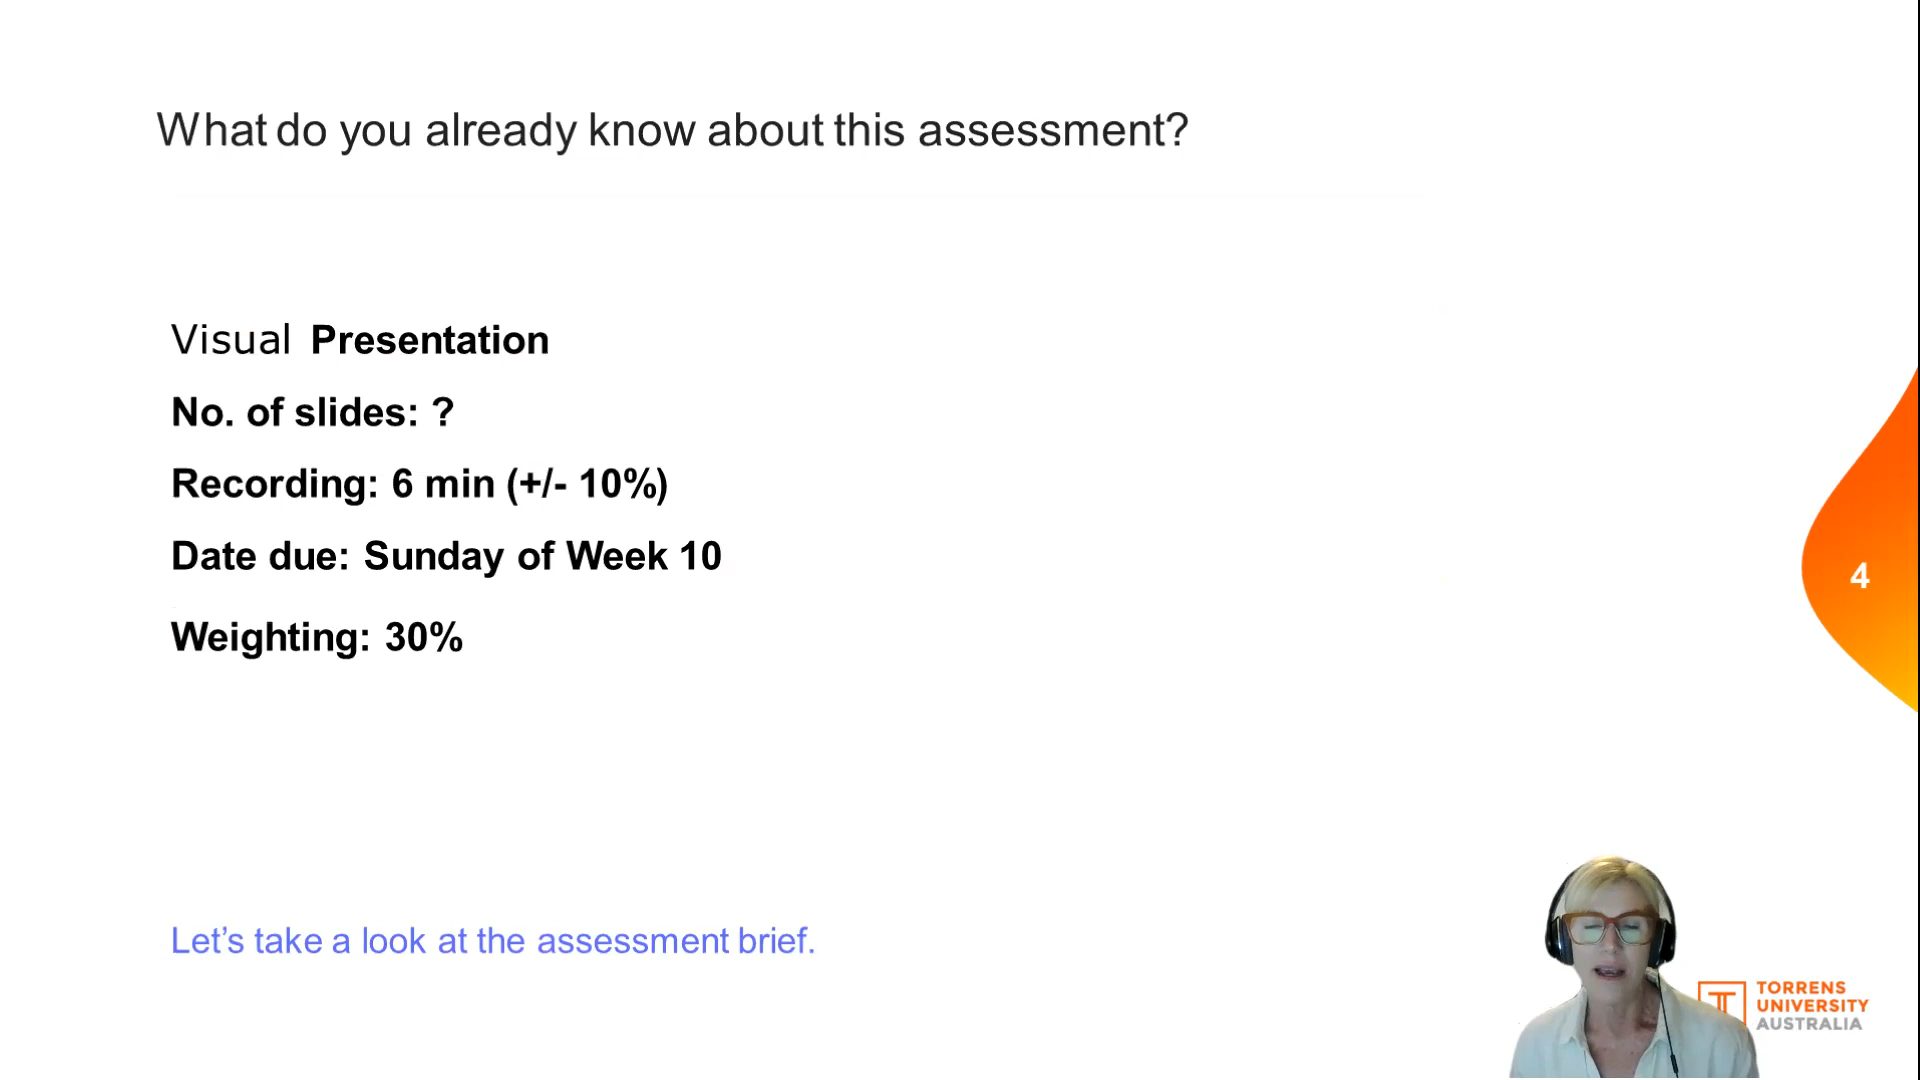 What do you already know about this assessment?
Visual Presentation
No. of slides: ?
Recording: 6 min (+/- 10%)
Date due: Sunday of Week 10
4
Weighting: 30%
Let's take a look at the assessment brief.
TORRENS
UNIVERSITY
AUSTRALIA